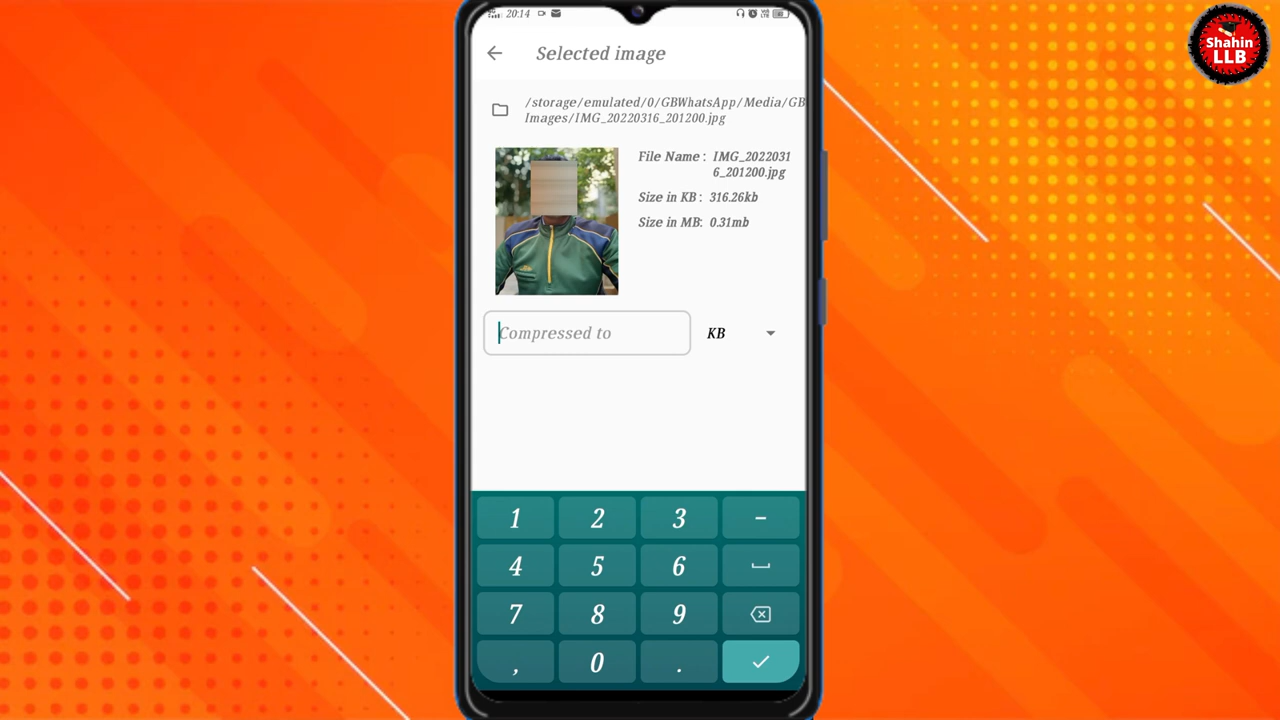 20:14
Shahin
LLB
Selected image
/storage/emulated/0/GBWhatsApp/Media/GB
Images/IMG_20220316_201200.jpg
File Name : IMG_2022031
6_201200.jpg
Size in KB : 316.26kb
Size in MB: 0.31mb
Compressed to KB
1 2 3 -
4 5 6
7 8 9
, 0 .